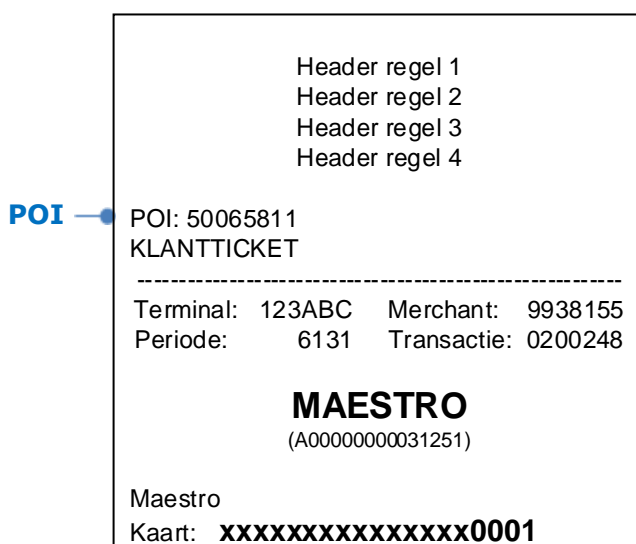 Header regel 1
Header regel 2
Header regel 3
Header regel 4
POI
POI: 50065811
KLANTTICKET
-----------------------------------------------------------
Terminal: 123ABC Merchant: 9938155
Periode: 6131 Transactie: 0200248
MAESTRO
(A00000000031251)
Maestro
Kaart: xxxxxxxxxxxxxxx0001